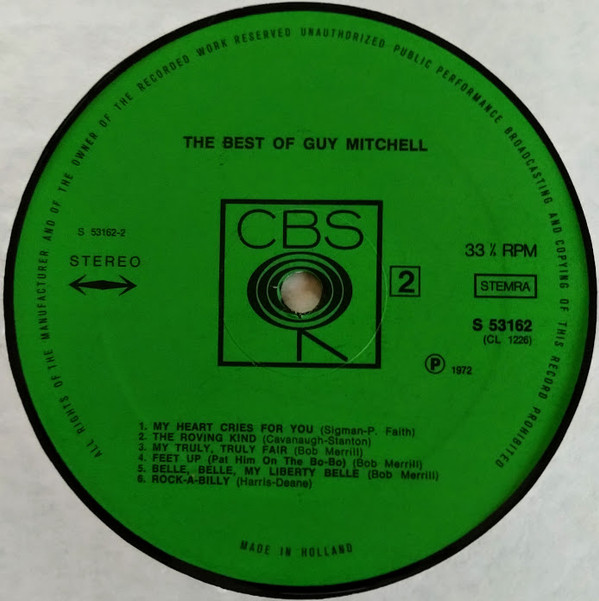 ALL RIGHTS OF THE MANUFACTURER AND OF THE OWNER OF THE RECORDED WORK RESERVED UNAUTHORIZED PUBLIC PERFORMANCE BROADCASTING AND COPYING OF THIS RECORD PROHIBITED
THE BEST OF GUY MITCHELL
CBS
S 53162-2
STEREO
2
33⅓ RPM
STEMRA
S 53162
(CL 1226)
Ⓟ 1972
1. MY HEART CRIES FOR YOU (Sigman-P. Faith)
2. THE ROVING KIND (Cavanaugh-Stanton)
3. MY TRULY, TRULY FAIR (Bob Merrill)
4. FEET UP (Pat Him On The Bo-Bo) (Bob Merrill)
5. BELLE, BELLE, MY LIBERTY BELLE (Bob Merrill)
6. ROCK-A-BILLY (Harris-Deane)
MADE IN HOLLAND